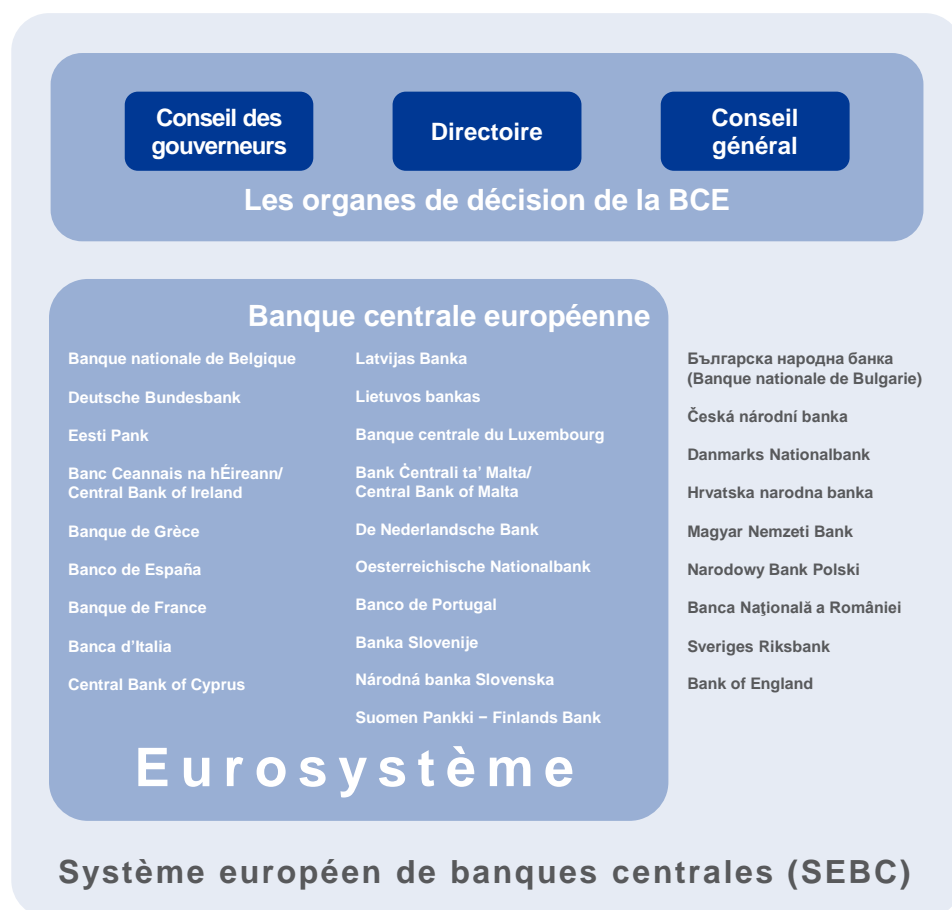 Conseil des
gouverneurs
Directoire
Conseil
général
Les organes de décision de la BCE
Banque centrale européenne
Banque nationale de Belgique
Deutsche Bundesbank
Eesti Pank
Banc Ceannais na hÉireann/
Central Bank of Ireland
Banque de Grèce
Banco de España
Banque de France
Banca d'Italia
Central Bank of Cyprus
Latvijas Banka
Lietuvos bankas
Banque centrale du Luxembourg
Bank Ċentrali ta' Malta/
Central Bank of Malta
De Nederlandsche Bank
Oesterreichische Nationalbank
Banco de Portugal
Banka Slovenije
Národná banka Slovenska
Suomen Pankki − Finlands Bank
Eurosystème
Българска народна банка
(Banque nationale de Bulgarie)
Česká národní banka
Danmarks Nationalbank
Hrvatska narodna banka
Magyar Nemzeti Bank
Narodowy Bank Polski
Banca Naţională a României
Sveriges Riksbank
Bank of England
Système européen de banques centrales (SEBC)